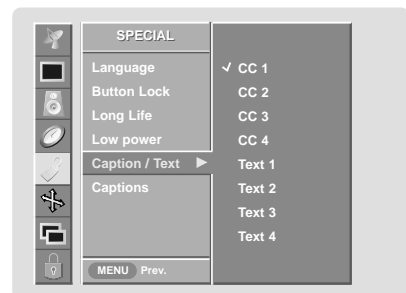 SPECIAL
Language
Button Lock
Long Life
Low power
Caption / Text ►
Captions
MENU Prev.
✓ CC 1
CC 2
CC 3
CC 4
Text 1
Text 2
Text 3
Text 4